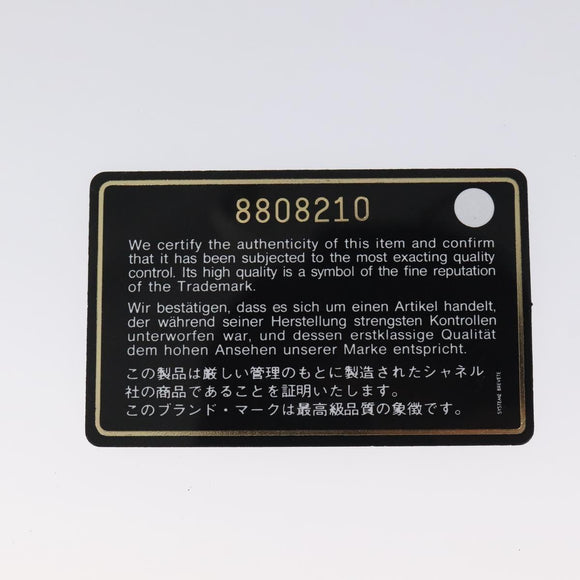 8808210
We certify the authenticity of this item and confirm
that it has been subjected to the most exacting quality
control. Its high quality is a symbol of the fine reputation
of the Trademark.
Wir bestätigen, dass es sich um einen Artikel handelt,
der während seiner Herstellung strengsten Kontrollen
unterworfen war, und dessen erstklassige Qualität
dem hohen Ansehen unserer Marke entspricht.
この製品は厳しい管理のもとに製造されたシャネル
社の商品であることを証明いたします。
このブランド・マークは最高級品質の象徴です。
SYSTEME BREVETE